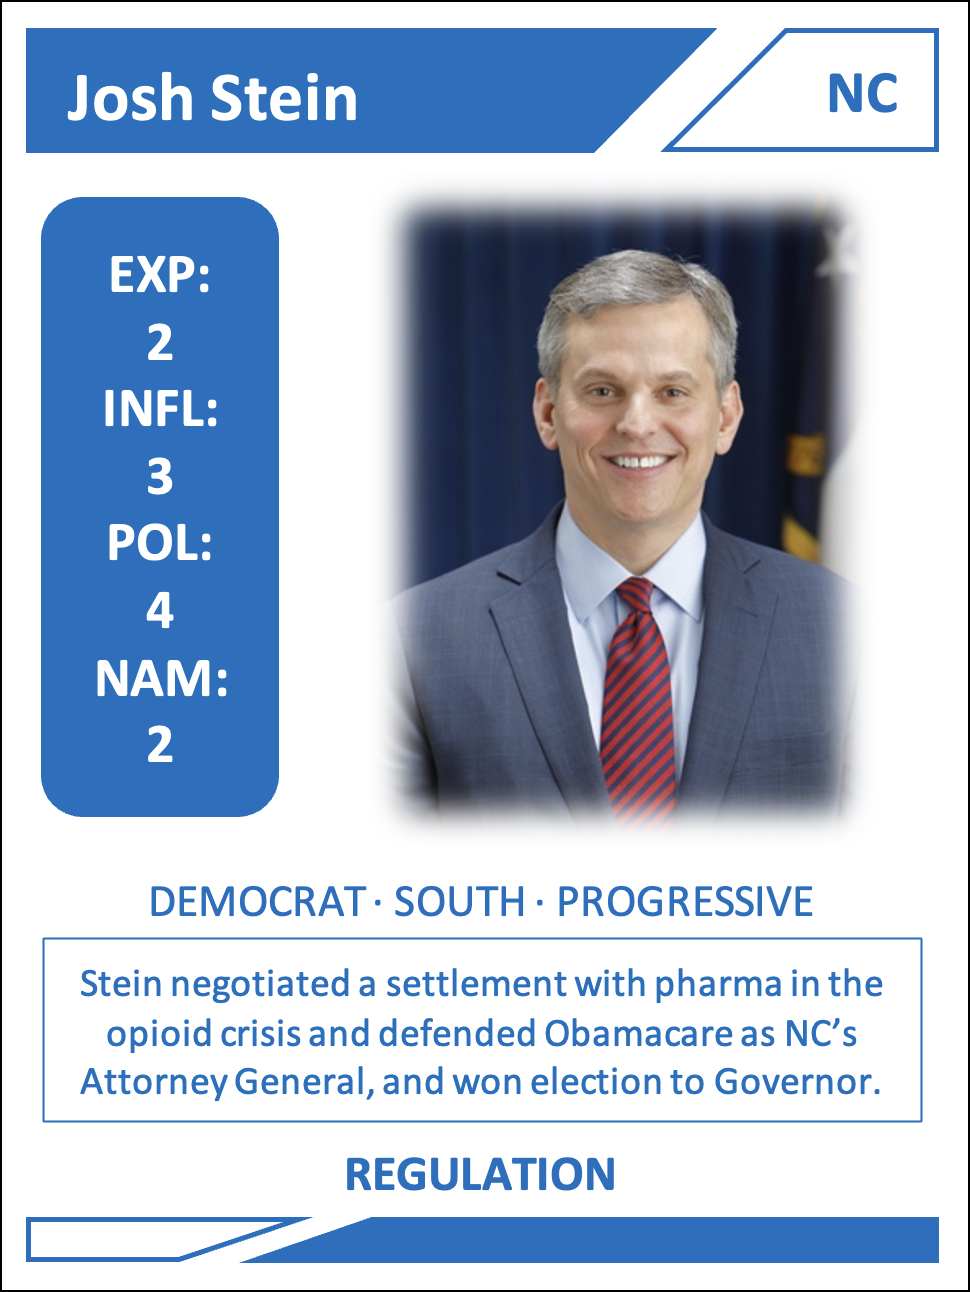 Josh Stein
NC
EXP:
2
INFL:
3
POL:
4
NAM:
2
DEMOCRAT · SOUTH · PROGRESSIVE
Stein negotiated a settlement with pharma in the
opioid crisis and defended Obamacare as NC’s
Attorney General, and won election to Governor.
REGULATION